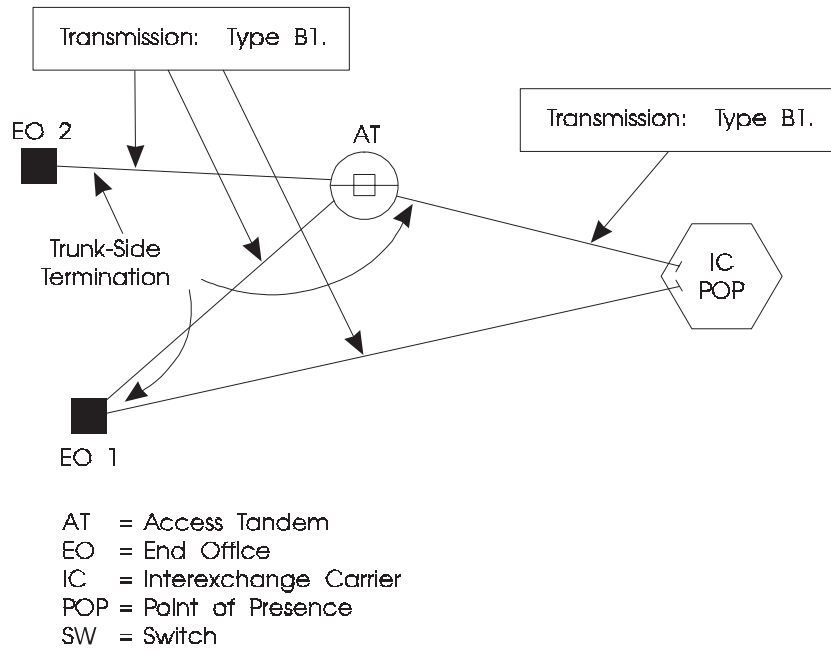 Transmission: Type B1.
EO 2
AT
Transmission: Type B1.
Trunk-Side
Termination
IC
POP
EO 1
AT = Access Tandem
EO = End Office
IC = Interexchange Carrier
POP = Point of Presence
SW = Switch